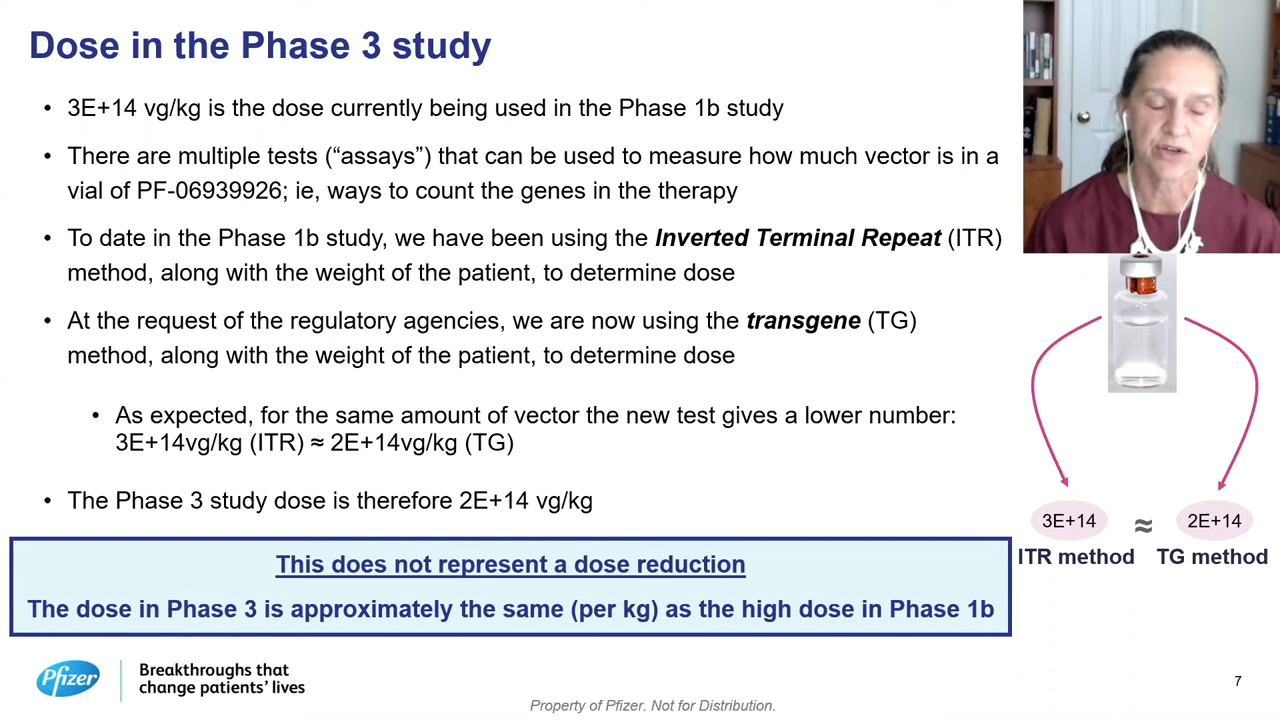 Dose in the Phase 3 study
• 3E+14 vg/kg is the dose currently being used in the Phase 1b study
• There are multiple tests (“assays”) that can be used to measure how much vector is in a
vial of PF-06939926; ie, ways to count the genes in the therapy
• To date in the Phase 1b study, we have been using the Inverted Terminal Repeat (ITR)
method, along with the weight of the patient, to determine dose
• At the request of the regulatory agencies, we are now using the transgene (TG)
method, along with the weight of the patient, to determine dose
• As expected, for the same amount of vector the new test gives a lower number:
3E+14vg/kg (ITR) ≈ 2E+14vg/kg (TG)
• The Phase 3 study dose is therefore 2E+14 vg/kg
This does not represent a dose reduction
The dose in Phase 3 is approximately the same (per kg) as the high dose in Phase 1b
3E+14 ≈ 2E+14
ITR method TG method
Pfizer
Breakthroughs that
change patients’ lives
Property of Pfizer. Not for Distribution.
7